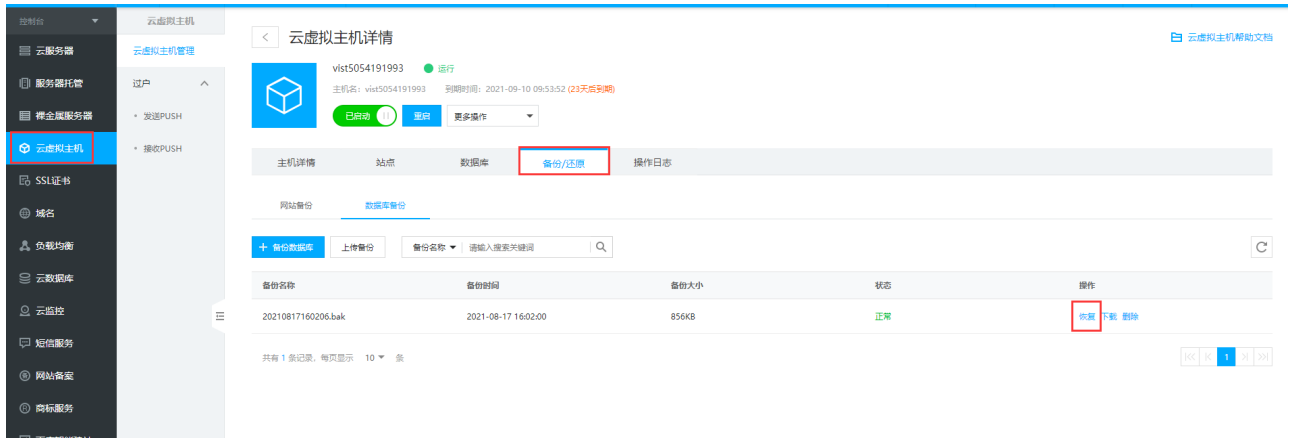 控制台
云服务器
服务器托管
裸金属服务器
云虚拟主机
SSL证书
域名
负载均衡
云数据库
云监控
短信服务
网站备案
商标服务
云虚拟主机
云虚拟主机管理
过户
发送PUSH
接收PUSH
云虚拟主机详情
云虚拟主机帮助文档
vist5054191993 运行
主机名：vist5054191993 到期时间：2021-09-10 09:53:52 (23天后到期)
已启动 重启 更多操作
主机详情 站点 数据库 备份/还原 操作日志
网站备份 数据库备份
+ 备份数据库 上传备份 备份名称 请输入搜索关键词
备份名称 备份时间 备份大小 状态 操作
20210817160206.bak 2021-08-17 16:02:00 856KB 正常 恢复 下载 删除
共有 1 条记录，每页显示 10 条
1